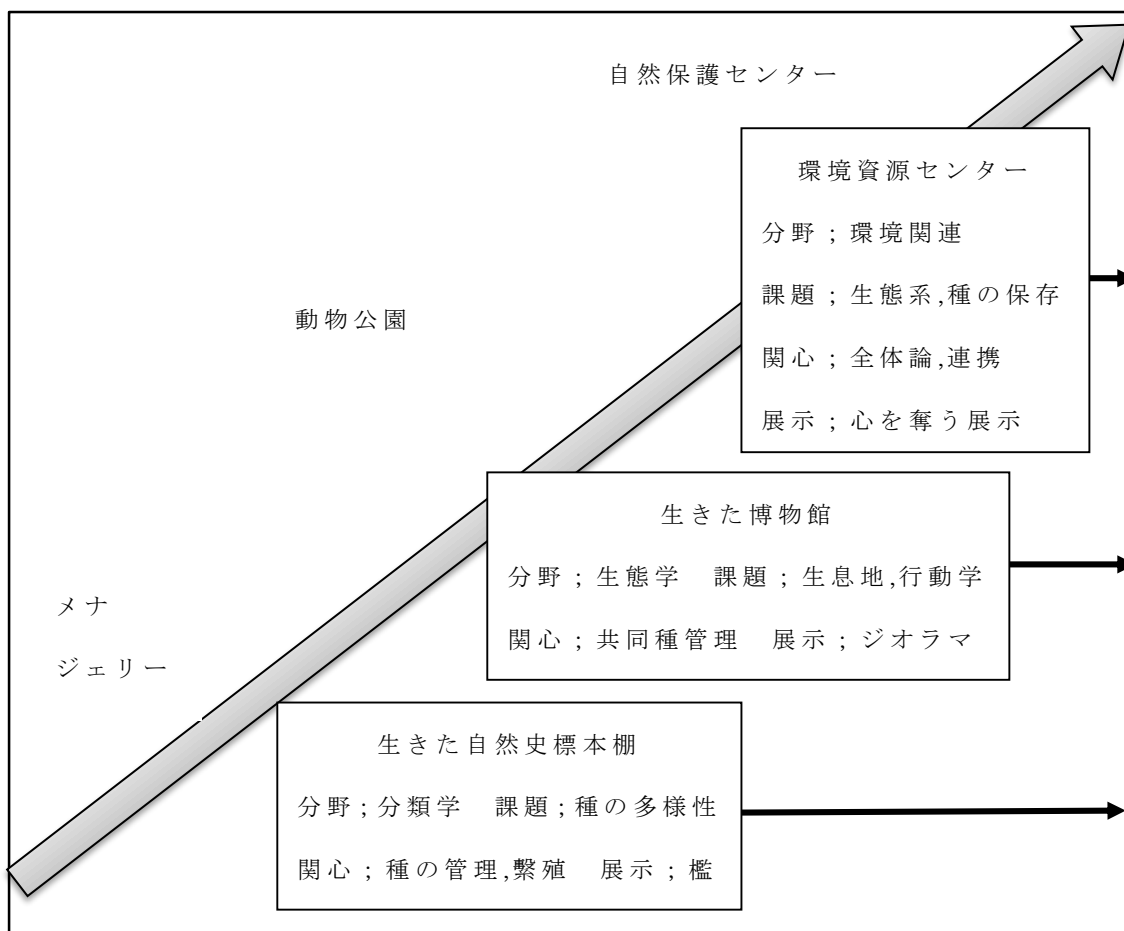 自然保護センター
環境資源センター
分野；環境関連
課題；生態系,種の保存
関心；全体論,連携
展示；心を奪う展示
動物公園
生きた博物館
分野；生態学　課題；生息地,行動学
関心；共同種管理　展示；ジオラマ
メナ
ジェリー
生きた自然史標本棚
分野；分類学　課題；種の多様性
関心；種の管理,繫殖　展示；檻